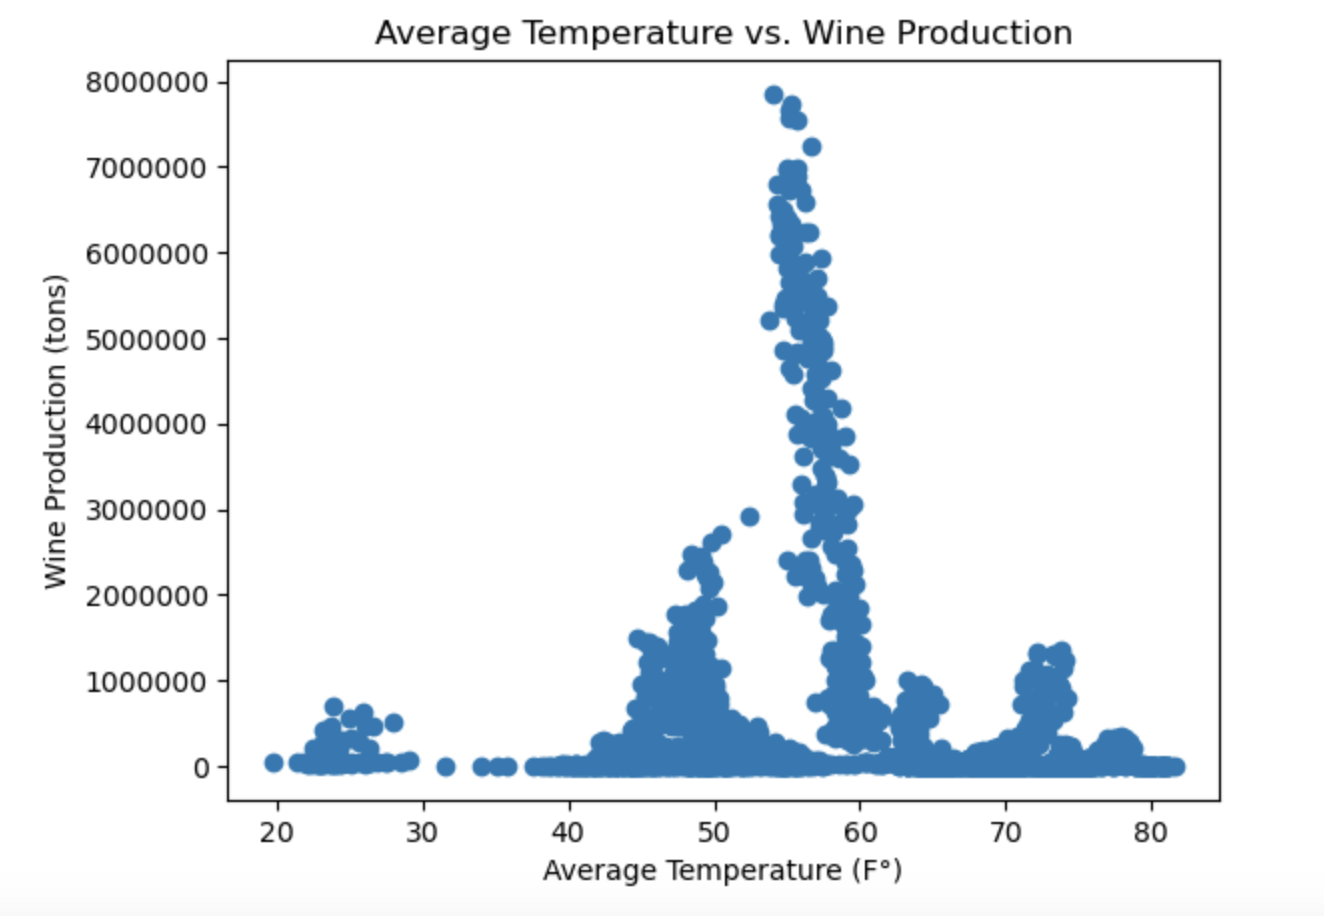 Average Temperature vs. Wine Production
8000000
7000000
6000000
5000000
4000000
3000000
2000000
1000000
0
Wine Production (tons)
20 30 40 50 60 70 80
Average Temperature (F°)